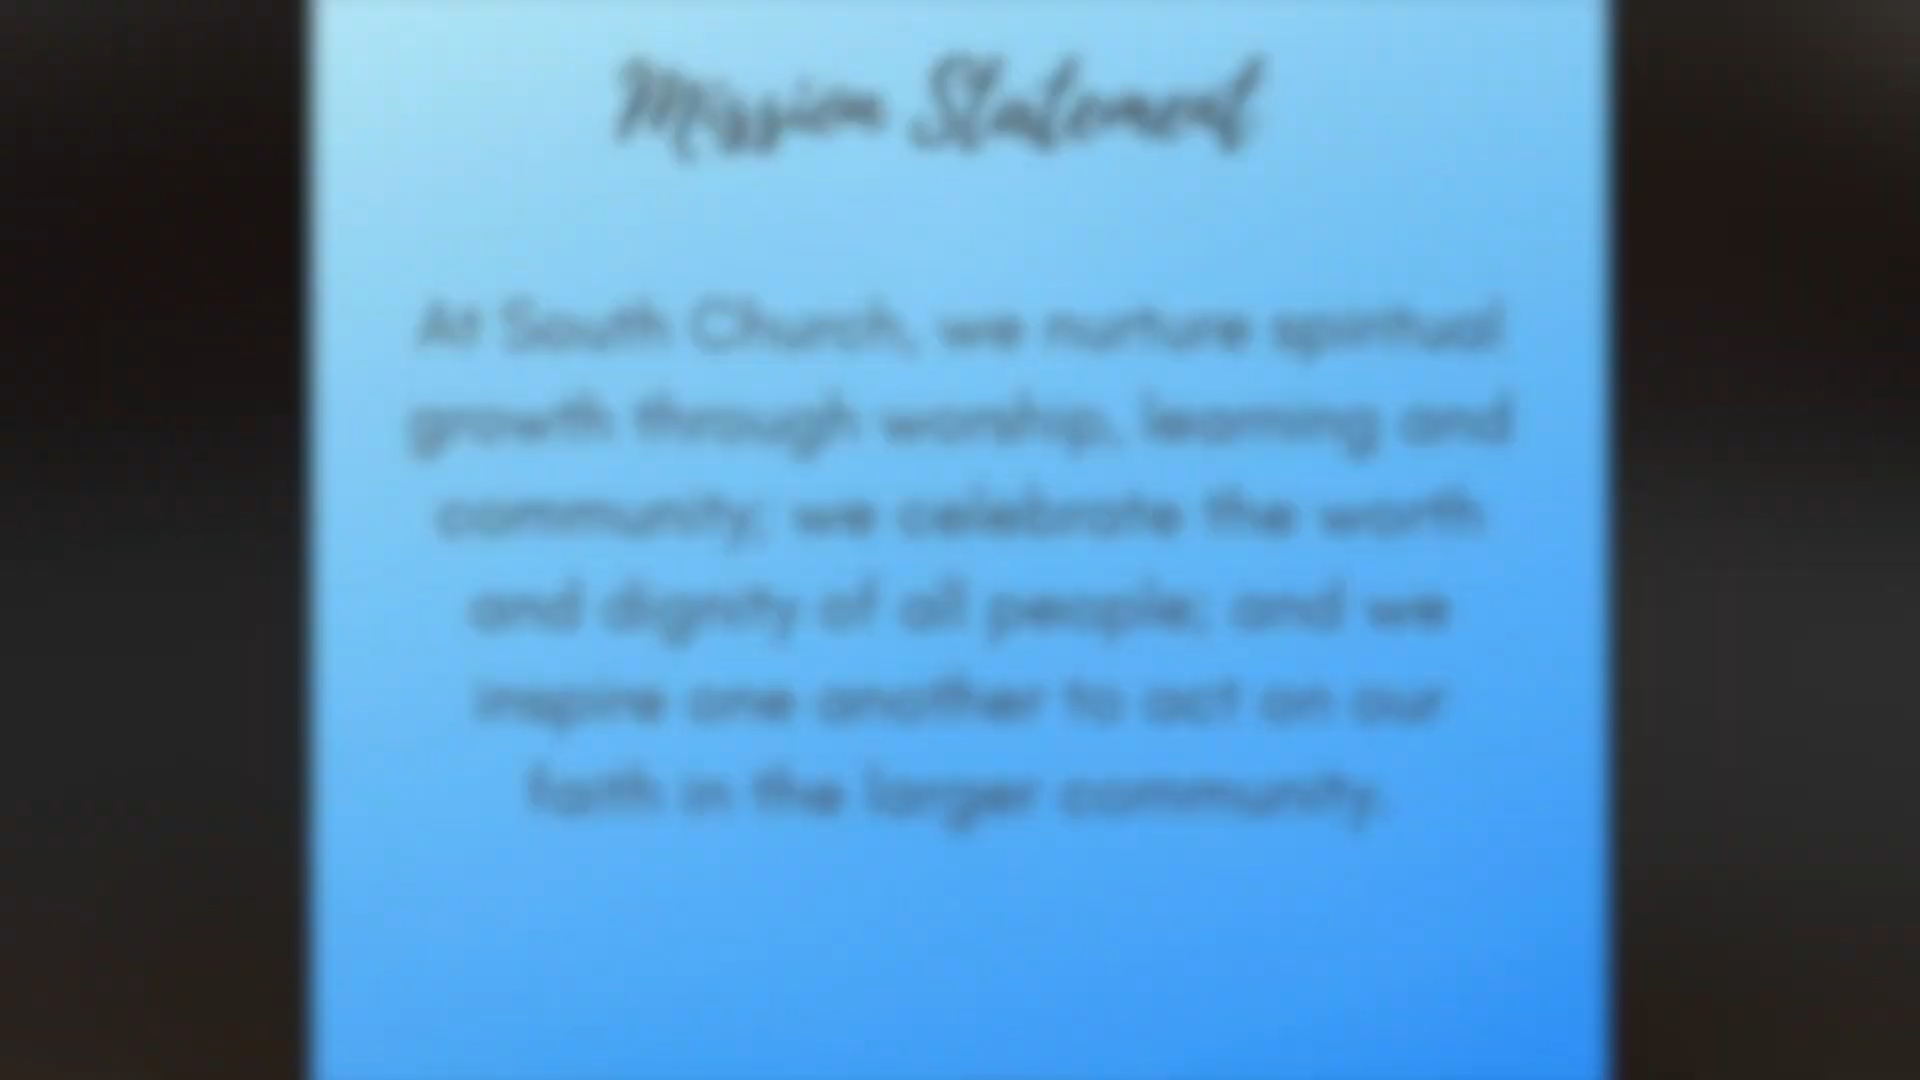 Mission Statement
At South Church, we nurture spiritual
growth through worship, learning and
community; we celebrate the worth
and dignity of all people; and we
inspire one another to act on our
faith in the larger community.